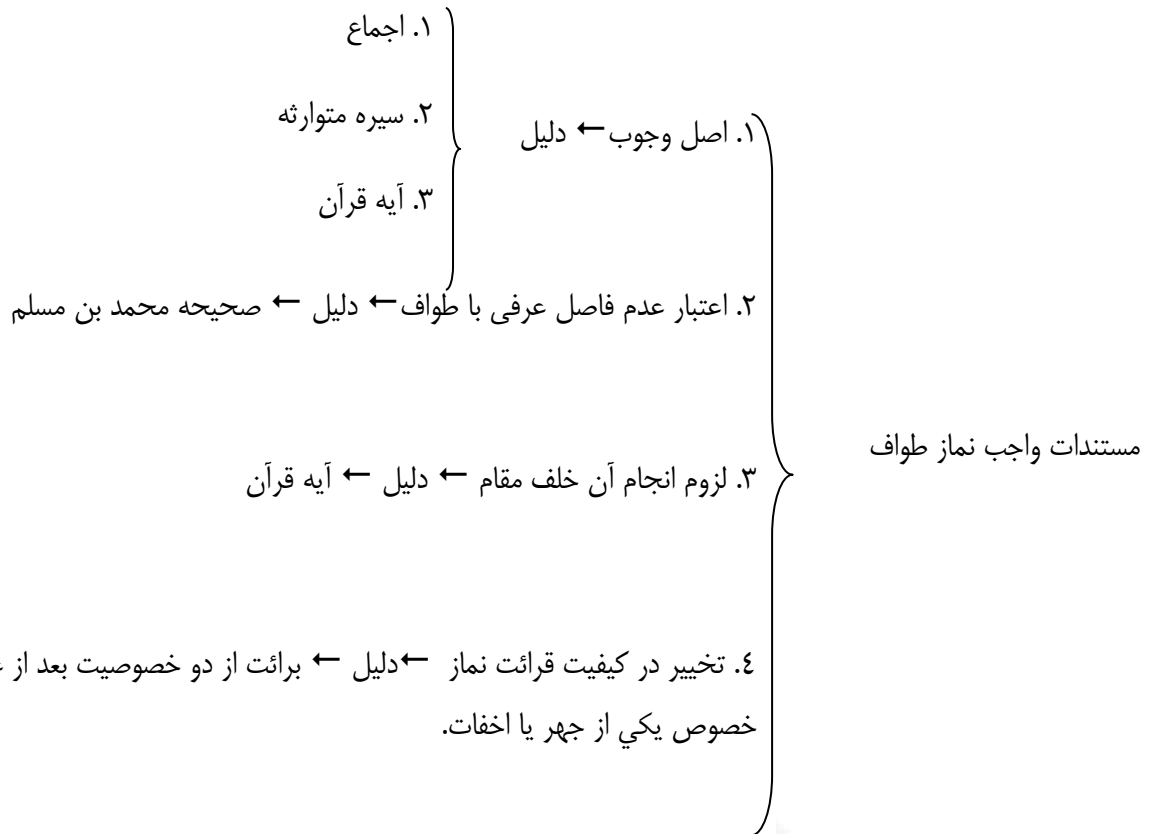 مستندات واجب نماز طواف
۱. اصل وجوب ← دلیل
۱. اجماع
۲. سیره متوارثه
۳. آیه قرآن
۲. اعتبار عدم فاصل عرفی با طواف ← دلیل ← صحیحه محمد بن مسلم
۳. لزوم انجام آن خلف مقام ← دلیل ← آیه قرآن
٤. تخییر در کیفیت قرائت نماز ← دلیل ← برائت از دو خصوصیت بعد از
خصوص يكي از جهر یا اخفات.